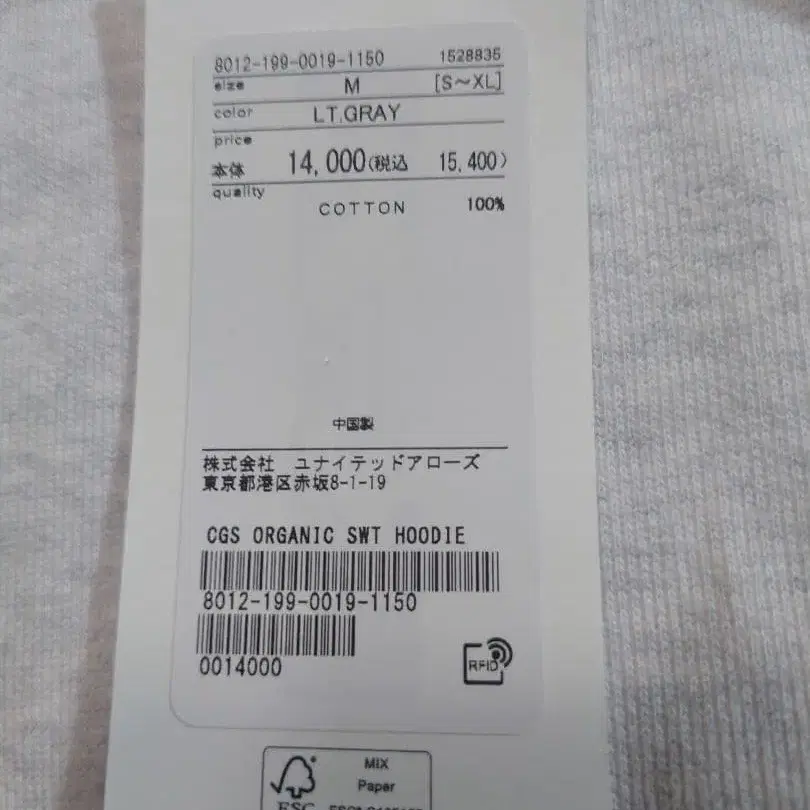 8012-199-0019-1150 1528835
size M [S～XL]
color LT.GRAY
price
本体 14,000(税込 15,400)
quality
COTTON 100%
中国製
株式会社 ユナイテッドアローズ
東京都港区赤坂8-1-19
CGS ORGANIC SWT HOODIE
8012-199-0019-1150
0014000
RFID
MIX
Paper
FSC